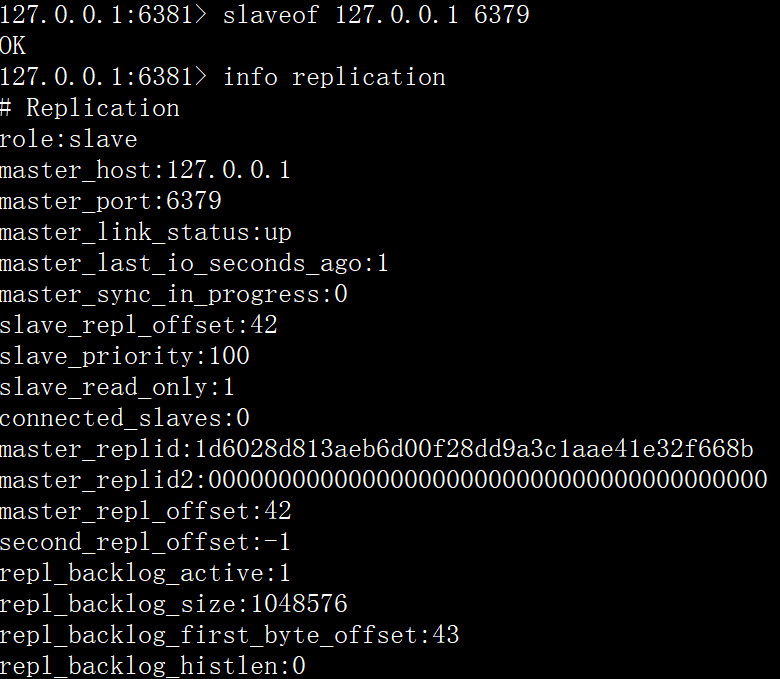 127.0.0.1:6381> slaveof 127.0.0.1 6379
OK
127.0.0.1:6381> info replication
# Replication
role:slave
master_host:127.0.0.1
master_port:6379
master_link_status:up
master_last_io_seconds_ago:1
master_sync_in_progress:0
slave_repl_offset:42
slave_priority:100
slave_read_only:1
connected_slaves:0
master_replid:1d6028d813aeb6d00f28dd9a3c1aae41e32f668b
master_replid2:0000000000000000000000000000000000000000
master_repl_offset:42
second_repl_offset:-1
repl_backlog_active:1
repl_backlog_size:1048576
repl_backlog_first_byte_offset:43
repl_backlog_histlen:0